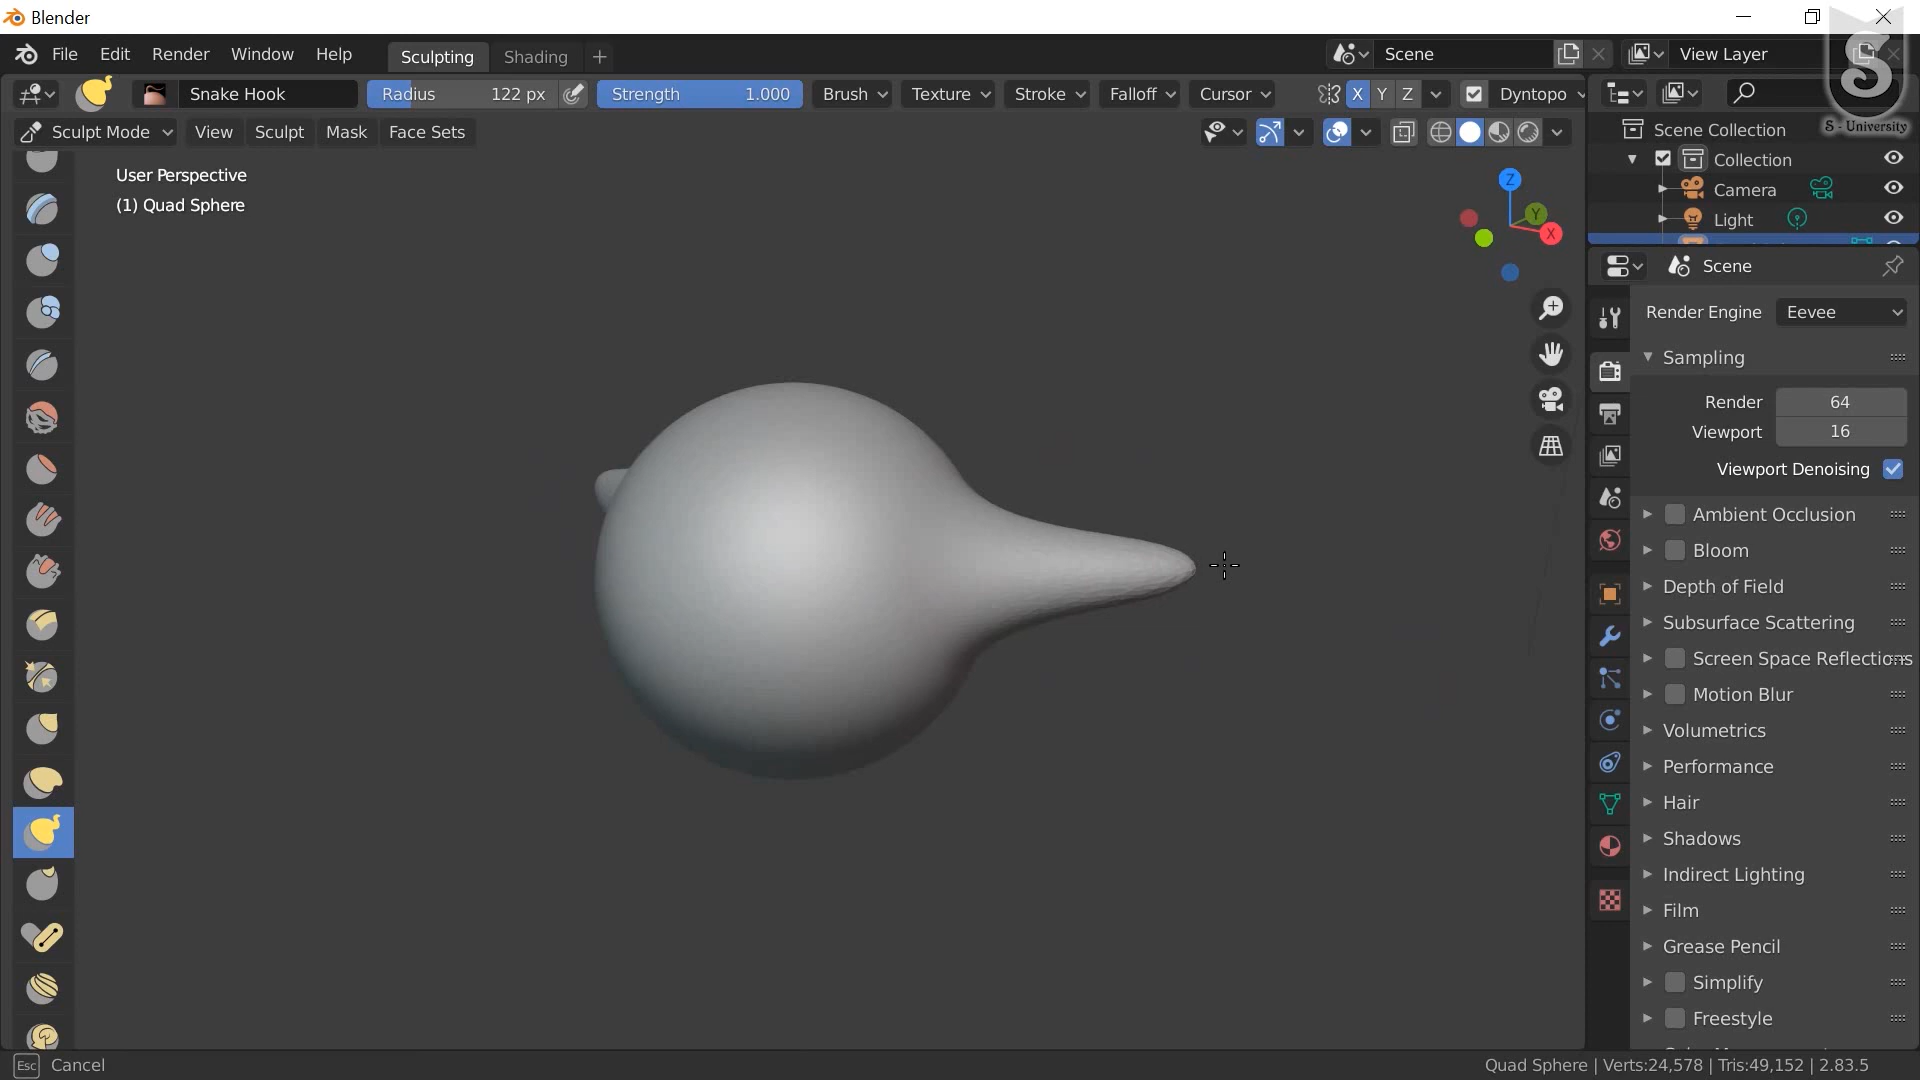 Blender
File Edit Render Window Help Sculpting Shading + Scene View Layer
Snake Hook Radius 122 px Strength 1.000 Brush Texture Stroke Falloff Cursor X Y Z Dyntopo
Sculpt Mode View Sculpt Mask Face Sets
S - University
User Perspective
(1) Quad Sphere
Z
Y
X
Scene Collection
Collection
Camera
Light
Scene
Render Engine Eevee
Sampling
Render 64
Viewport 16
Viewport Denoising
Ambient Occlusion
Bloom
Depth of Field
Subsurface Scattering
Screen Space Reflections
Motion Blur
Volumetrics
Performance
Hair
Shadows
Indirect Lighting
Film
Grease Pencil
Simplify
Freestyle
Esc Cancel
Quad Sphere | Verts:24,578 | Tris:49,152 | 2.83.5